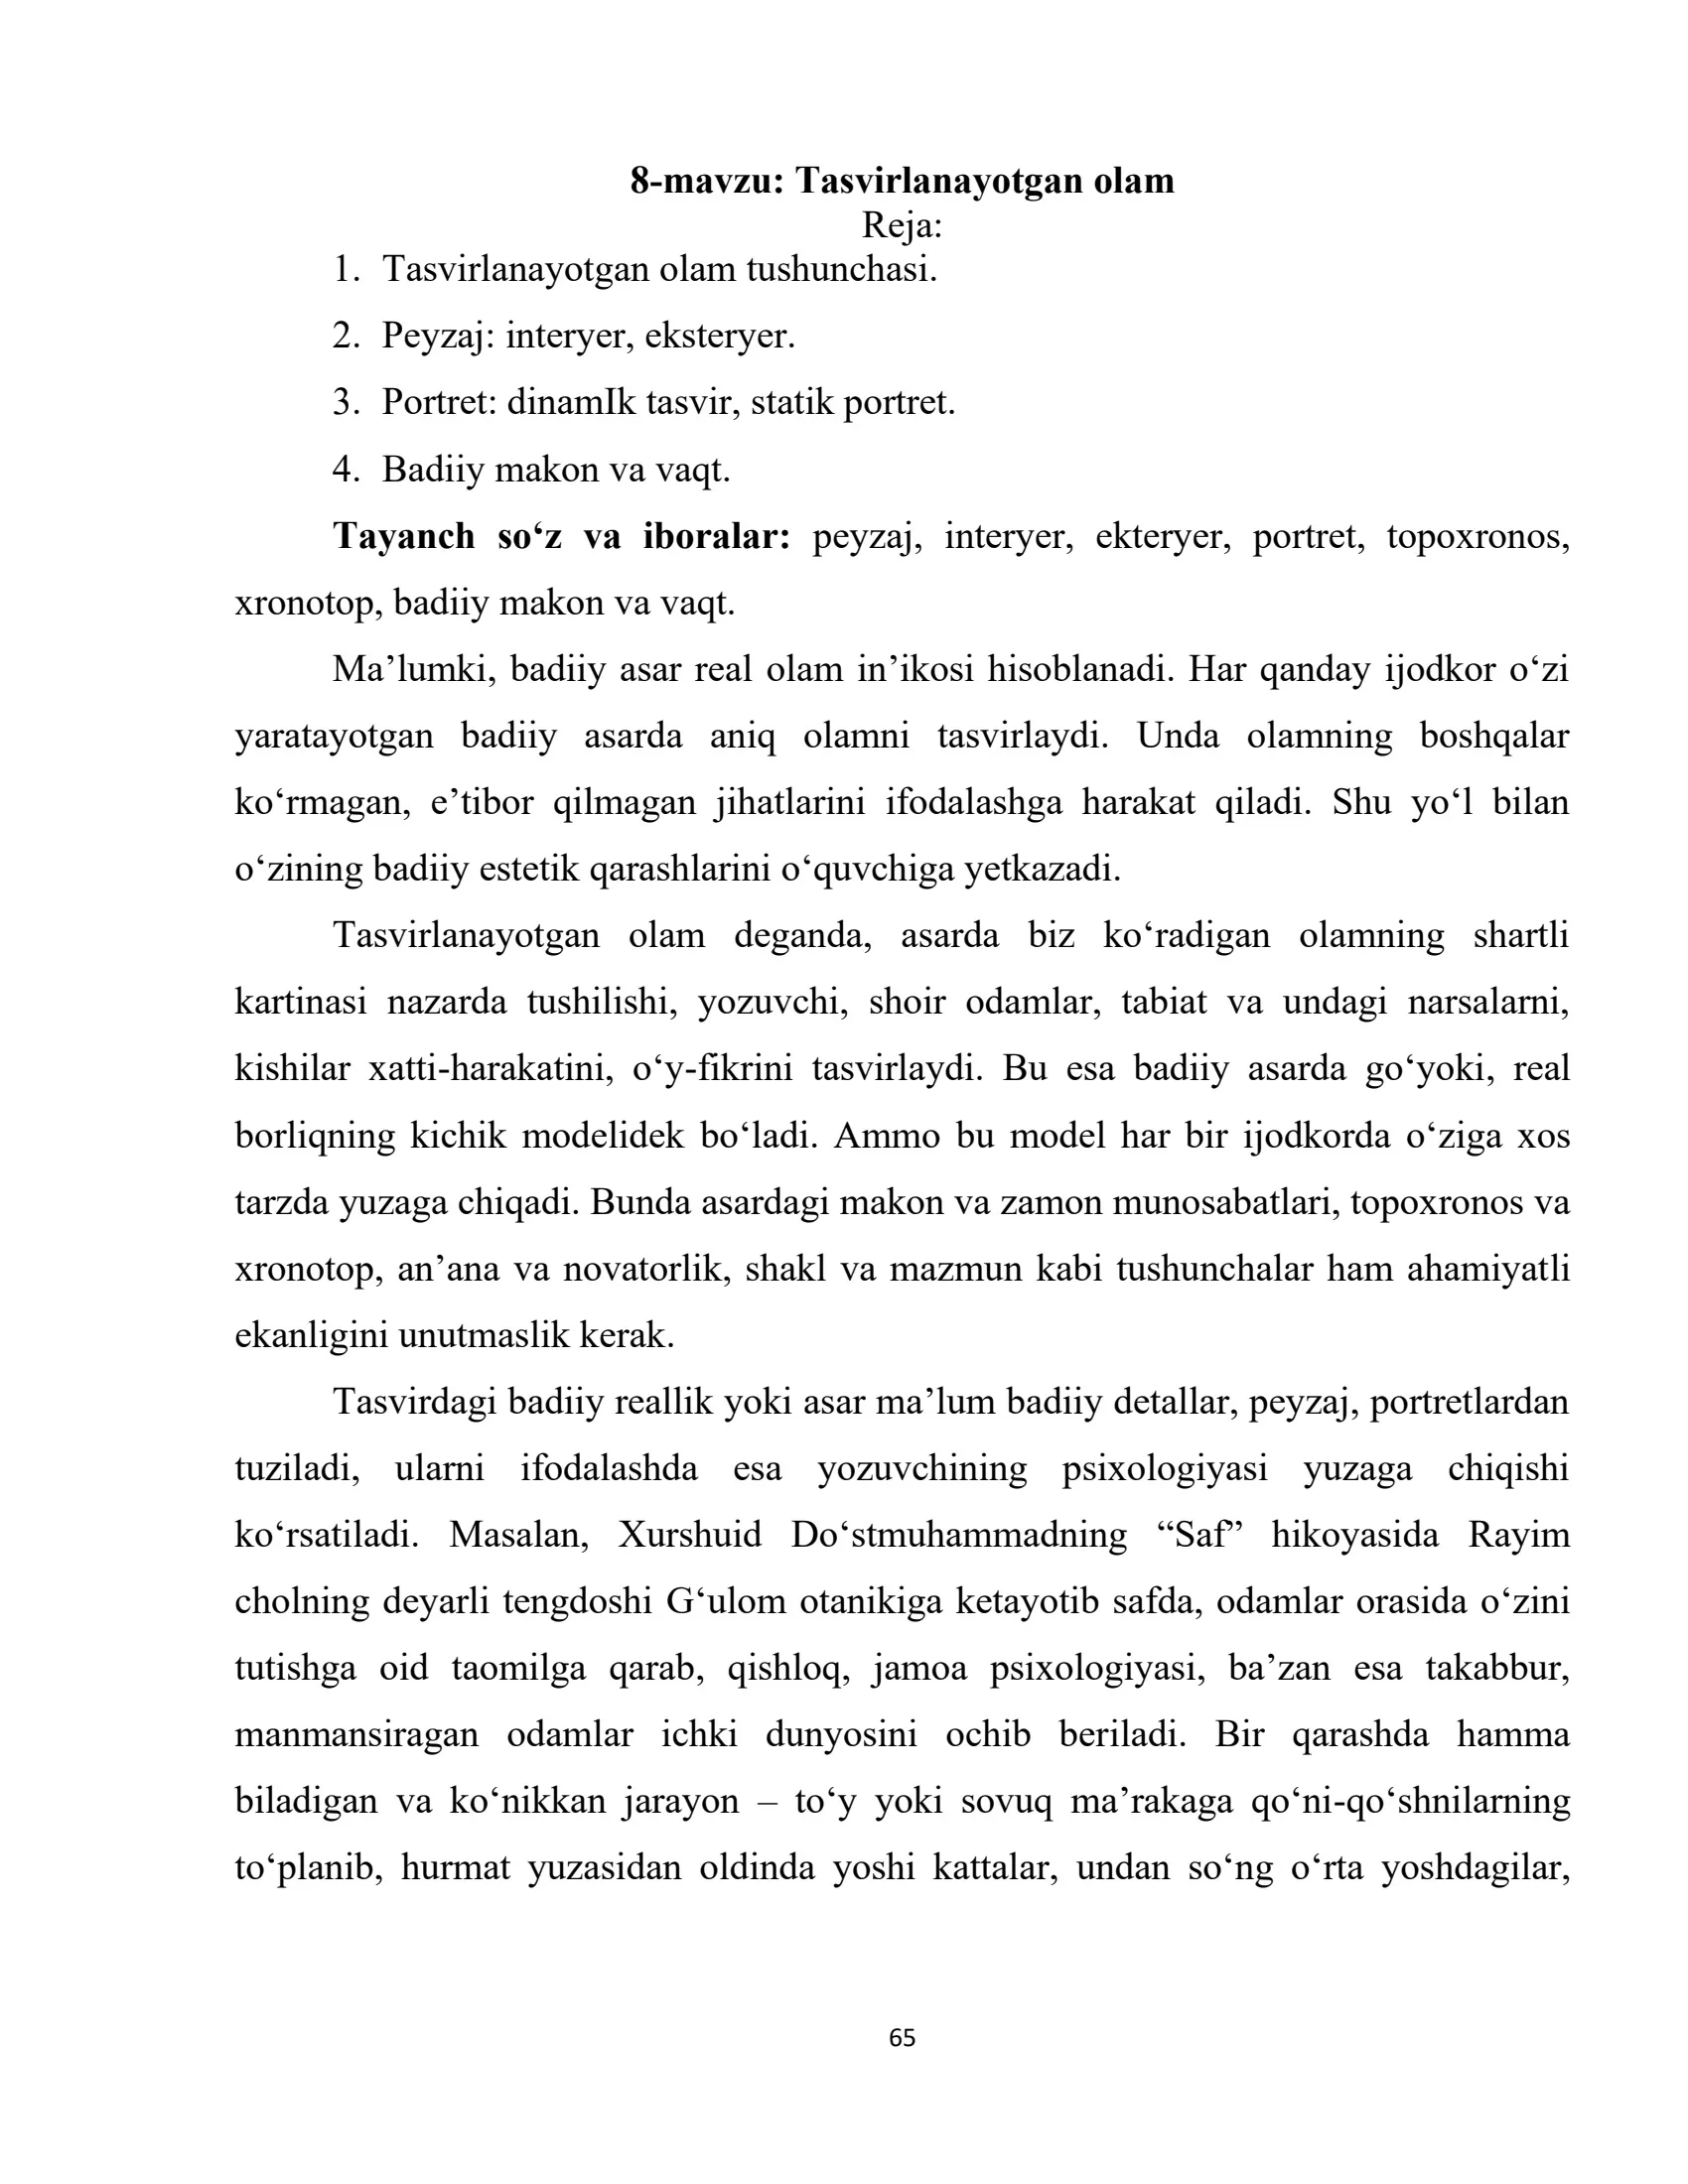 8-mavzu: Tasvirlanayotgan olam
Reja:
1. Tasvirlanayotgan olam tushunchasi.
2. Peyzaj: interyer, eksteryer.
3. Portret: dinamIk tasvir, statik portret.
4. Badiiy makon va vaqt.
Tayanch so‘z va iboralar: peyzaj, interyer, ekteryer, portret, topoxronos,
xronotop, badiiy makon va vaqt.
Ma’lumki, badiiy asar real olam in’ikosi hisoblanadi. Har qanday ijodkor o‘zi
yaratayotgan badiiy asarda aniq olamni tasvirlaydi. Unda olamning boshqalar
ko‘rmagan, e’tibor qilmagan jihatlarini ifodalashga harakat qiladi. Shu yo‘l bilan
o‘zining badiiy estetik qarashlarini o‘quvchiga yetkazadi.
Tasvirlanayotgan olam deganda, asarda biz ko‘radigan olamning shartli
kartinasi nazarda tushilishi, yozuvchi, shoir odamlar, tabiat va undagi narsalarni,
kishilar xatti-harakatini, o‘y-fikrini tasvirlaydi. Bu esa badiiy asarda go‘yoki, real
borliqning kichik modelidek bo‘ladi. Ammo bu model har bir ijodkorda o‘ziga xos
tarzda yuzaga chiqadi. Bunda asardagi makon va zamon munosabatlari, topoxronos va
xronotop, an’ana va novatorlik, shakl va mazmun kabi tushunchalar ham ahamiyatli
ekanligini unutmaslik kerak.
Tasvirdagi badiiy reallik yoki asar ma’lum badiiy detallar, peyzaj, portretlardan
tuziladi, ularni ifodalashda esa yozuvchining psixologiyasi yuzaga chiqishi
ko‘rsatiladi. Masalan, Xurshuid Do‘stmuhammadning “Saf” hikoyasida Rayim
cholning deyarli tengdoshi G‘ulom otanikiga ketayotib safda, odamlar orasida o‘zini
tutishga oid taomilga qarab, qishloq, jamoa psixologiyasi, ba’zan esa takabbur,
manmansiragan odamlar ichki dunyosini ochib beriladi. Bir qarashda hamma
biladigan va ko‘nikkan jarayon – to‘y yoki sovuq ma’rakaga qo‘ni-qo‘shnilarning
to‘planib, hurmat yuzasidan oldinda yoshi kattalar, undan so‘ng o‘rta yoshdagilar,
65